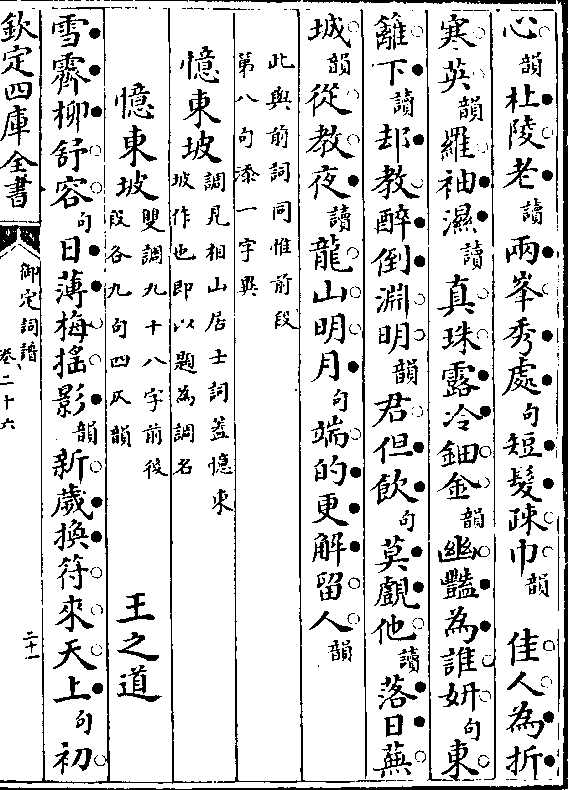 心韻杜陵老讀兩峯秀處句短髮疎巾韻　佳人為折
寒英韻羅袖濕讀真珠露冷鈿金韻幽豔為誰妍句東
籬下讀却教醉倒淵明韻君但飲句莫覷他讀落日蕪
城韻從教夜讀龍山明月句端的更解留人韻
此與前詞同惟前段
第八句添一字異
憶東坡調見相山居士詞蓋憶東
坡作也即以題為調名
憶東坡雙調九十八字前後
段各九句四仄韻　王之道
雪霽柳舒容句日薄梅揺影韻新歲換符來天上句初
欽定四庫全書
御定詞譜
卷二十六
二十一